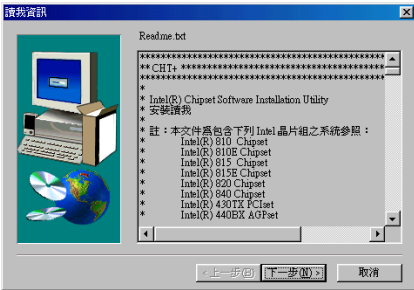 讀我資訊
Readme.txt
************************************************
** CHT+ ****************************************
************************************************
*
* Intel(R) Chipset Software Installation Utility
* 安裝讀我
*
* 註：本文件為包含下列 Intel 晶片組之系統參照：
* Intel(R) 810 Chipset
* Intel(R) 810E Chipset
* Intel(R) 815 Chipset
* Intel(R) 815E Chipset
* Intel(R) 820 Chipset
* Intel(R) 840 Chipset
* Intel(R) 430TX PCIset
* Intel(R) 440BX AGPset
< 上一步(B) 下一步(N) > 取消